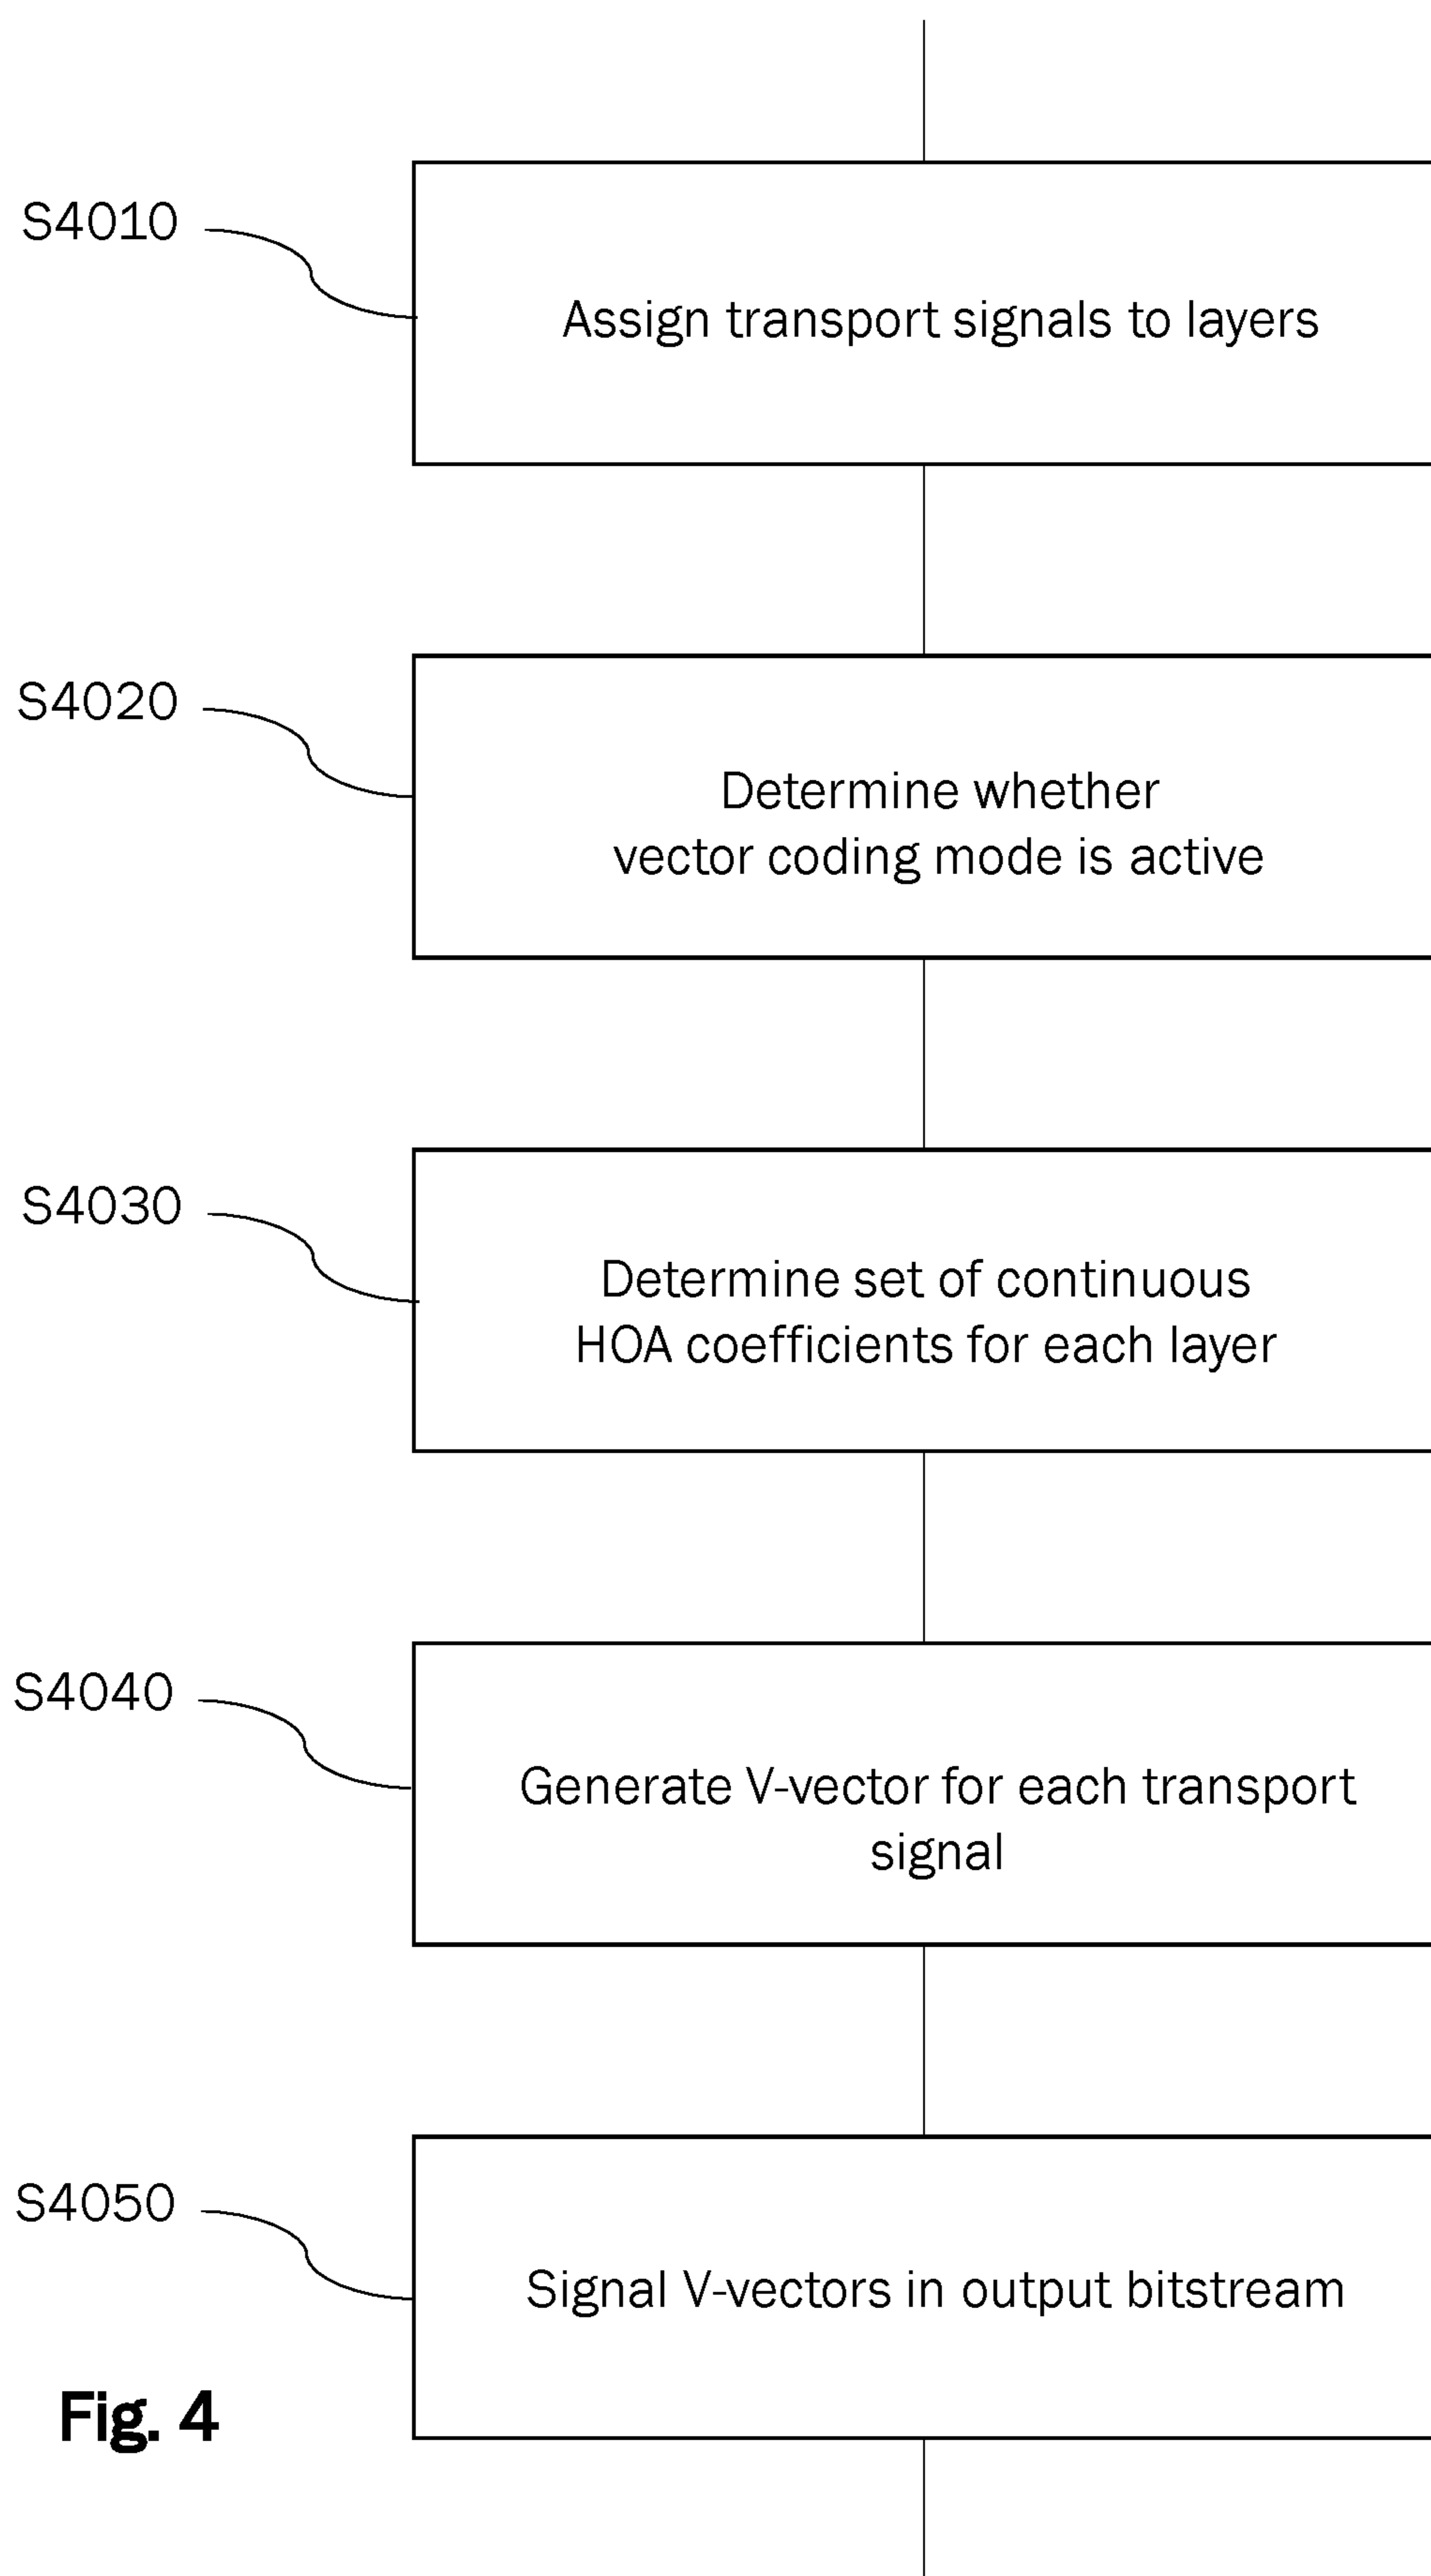 S4010
Assign transport signals to layers
S4020
Determine whether
vector coding mode is active
S4030
Determine set of continuous
HOA coefficients for each layer
S4040
Generate V-vector for each transport
signal
S4050
Signal V-vectors in output bitstream
Fig. 4